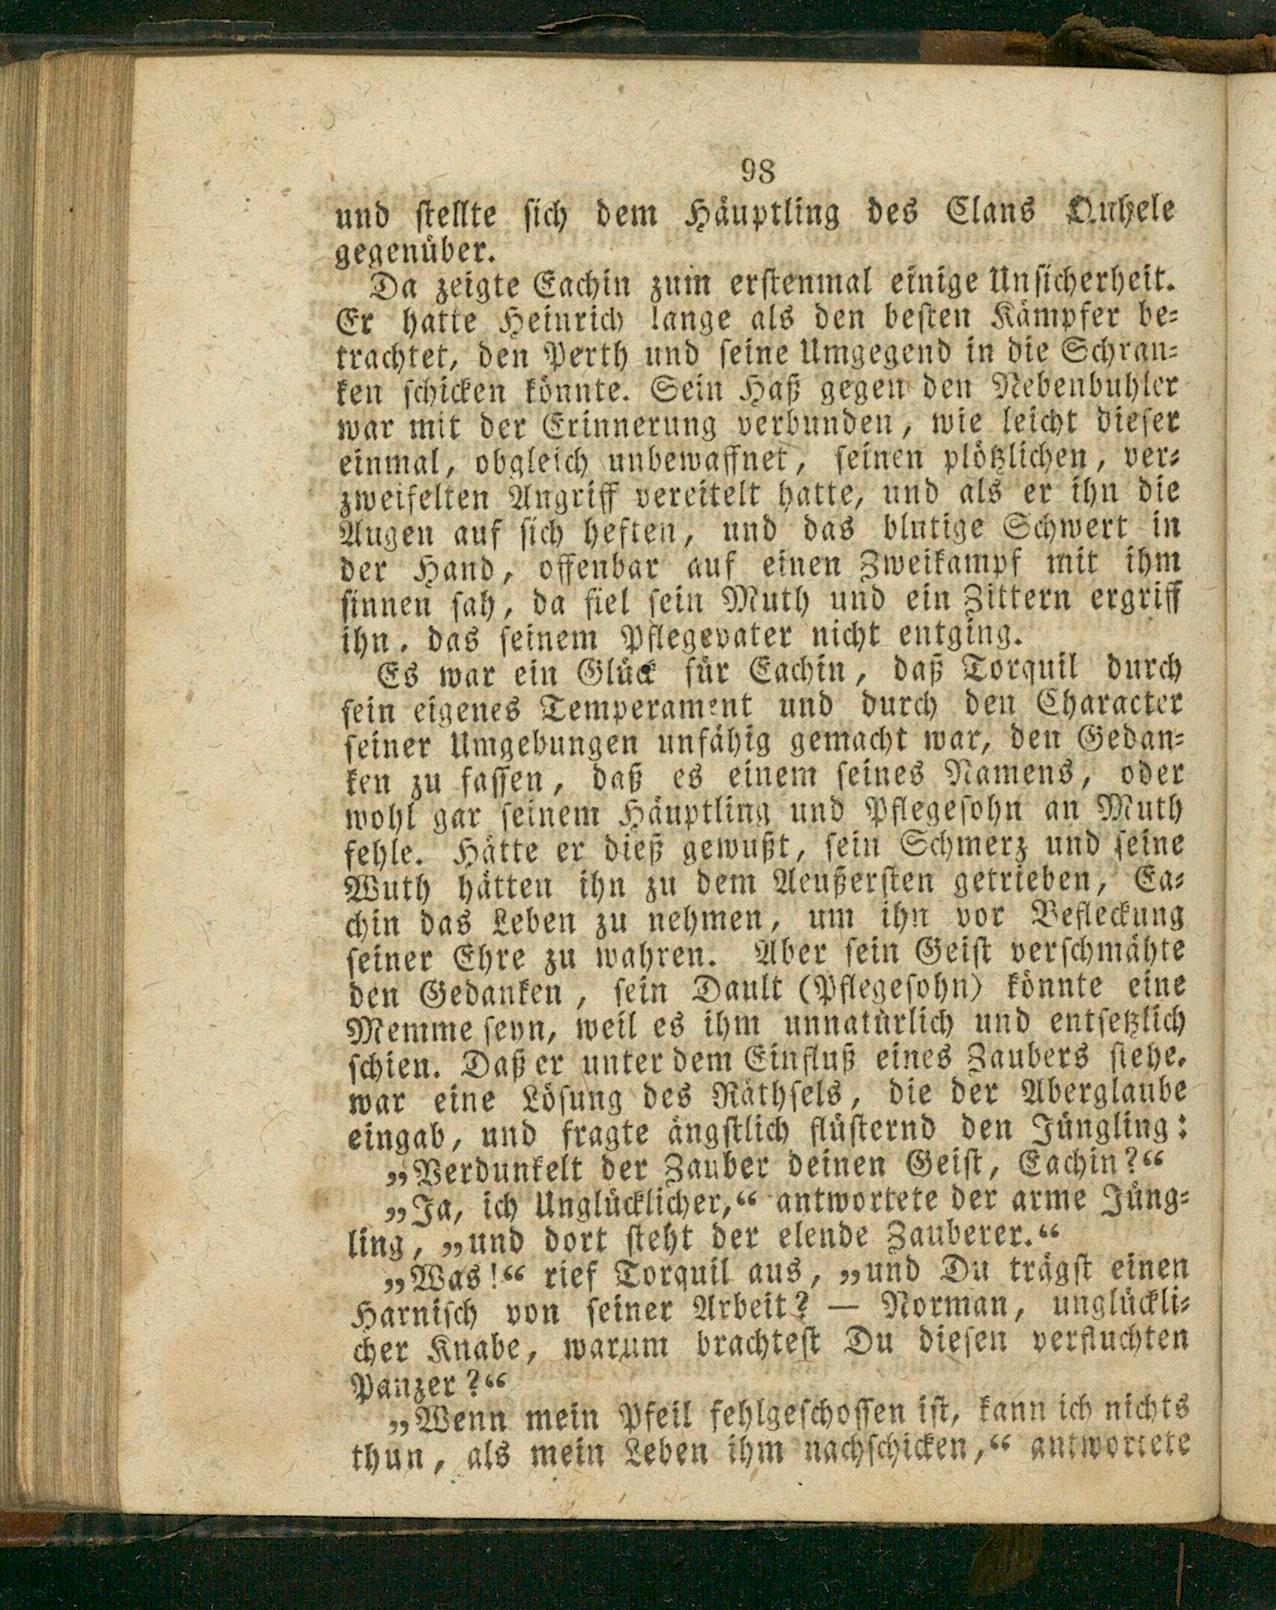 98
und stellte sich dem Häuptling des Clans Quhele
gegenüber.
Da zeigte Eachin zum erstenmal einige Unsicherheit.
Er hatte Heinrich lange als den besten Kämpfer be-
trachtet, den Perth und seine Umgegend in die Schran-
ken schicken könnte. Sein Haß gegen den Nebenbuhler
war mit der Erinnerung verbunden, wie leicht dieser
einmal, obgleich unbewaffnet, seinen plötzlichen, ver-
zweifelten Angriff vereitelt hatte, und als er ihn die
Augen auf sich heften, und das blutige Schwert in
der Hand, offenbar auf einen Zweikampf mit ihm
sinnen sah, da fiel sein Muth und ein Zittern ergriff
ihn, das seinem Pflegevater nicht entging.
Es war ein Glück für Eachin, daß Torquil durch
sein eigenes Temperament und durch den Character
seiner Umgebungen unfähig gemacht war, den Gedan-
ken zu fassen, daß es einem seines Namens, oder
wohl gar seinem Häuptling und Pflegesohn an Muth
fehle. Hätte er dieß gewußt, sein Schmerz und seine
Wuth hätten ihn zu dem Aeußersten getrieben, Ea-
chin das Leben zu nehmen, um ihn vor Befleckung
seiner Ehre zu wahren. Aber sein Geist verschmähte
den Gedanken, sein Dault (Pflegesohn) könnte eine
Memme seyn, weil es ihm unnatürlich und entsetzlich
schien. Daß er unter dem Einfluß eines Zaubers stehe,
war eine Lösung des Räthsels, die der Aberglaube
eingab, und fragte ängstlich flüsternd den Jüngling:
„Verdunkelt der Zauber deinen Geist, Eachin?“
„Ja, ich Unglücklicher,“ antwortete der arme Jüng-
ling, „und dort steht der elende Zauberer.“
„Was!“ rief Torquil aus, „und Du trägst einen
Harnisch von seiner Arbeit? — Norman, unglückli-
cher Knabe, warum brachtest Du diesen verfluchten
Panzer?“
„Wenn mein Pfeil fehlgeschossen ist, kann ich nichts
thun, als mein Leben ihm nachschicken,“ antwortete